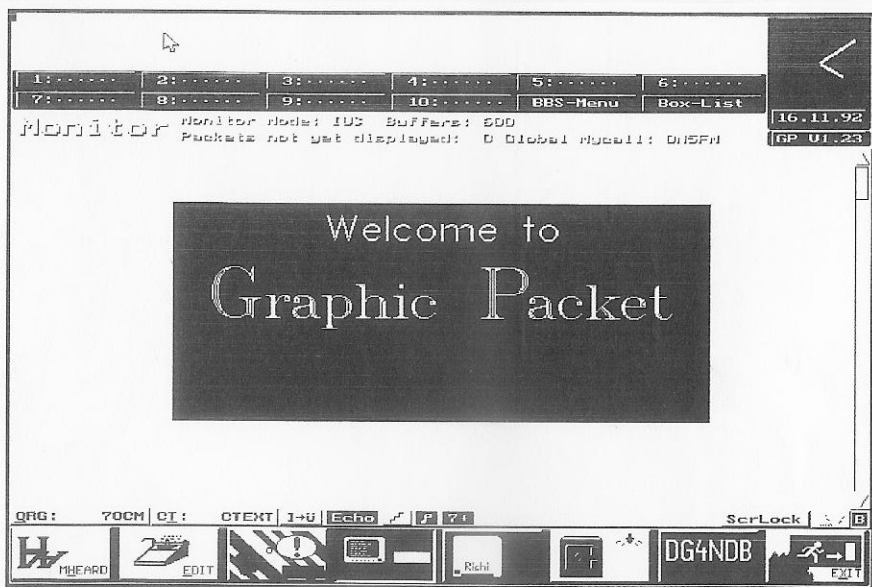 1:······ 2:······ 3:······ 4:······ 5:······ 6:······
7:······ 8:······ 9:······ 10:······ BBS-Menu Box-List
16.11.92
GP V1.23
Monitor
Monitor Mode: IUS Buffers: 600
Packets not yet displayed: 0 Global Mycall: DN5FM
Welcome to
Graphic Packet
QRG: 70CM CT: CTEXT ]→ü Echo ScrLock B
MHEARD EDIT Richi DG4NDB EXIT